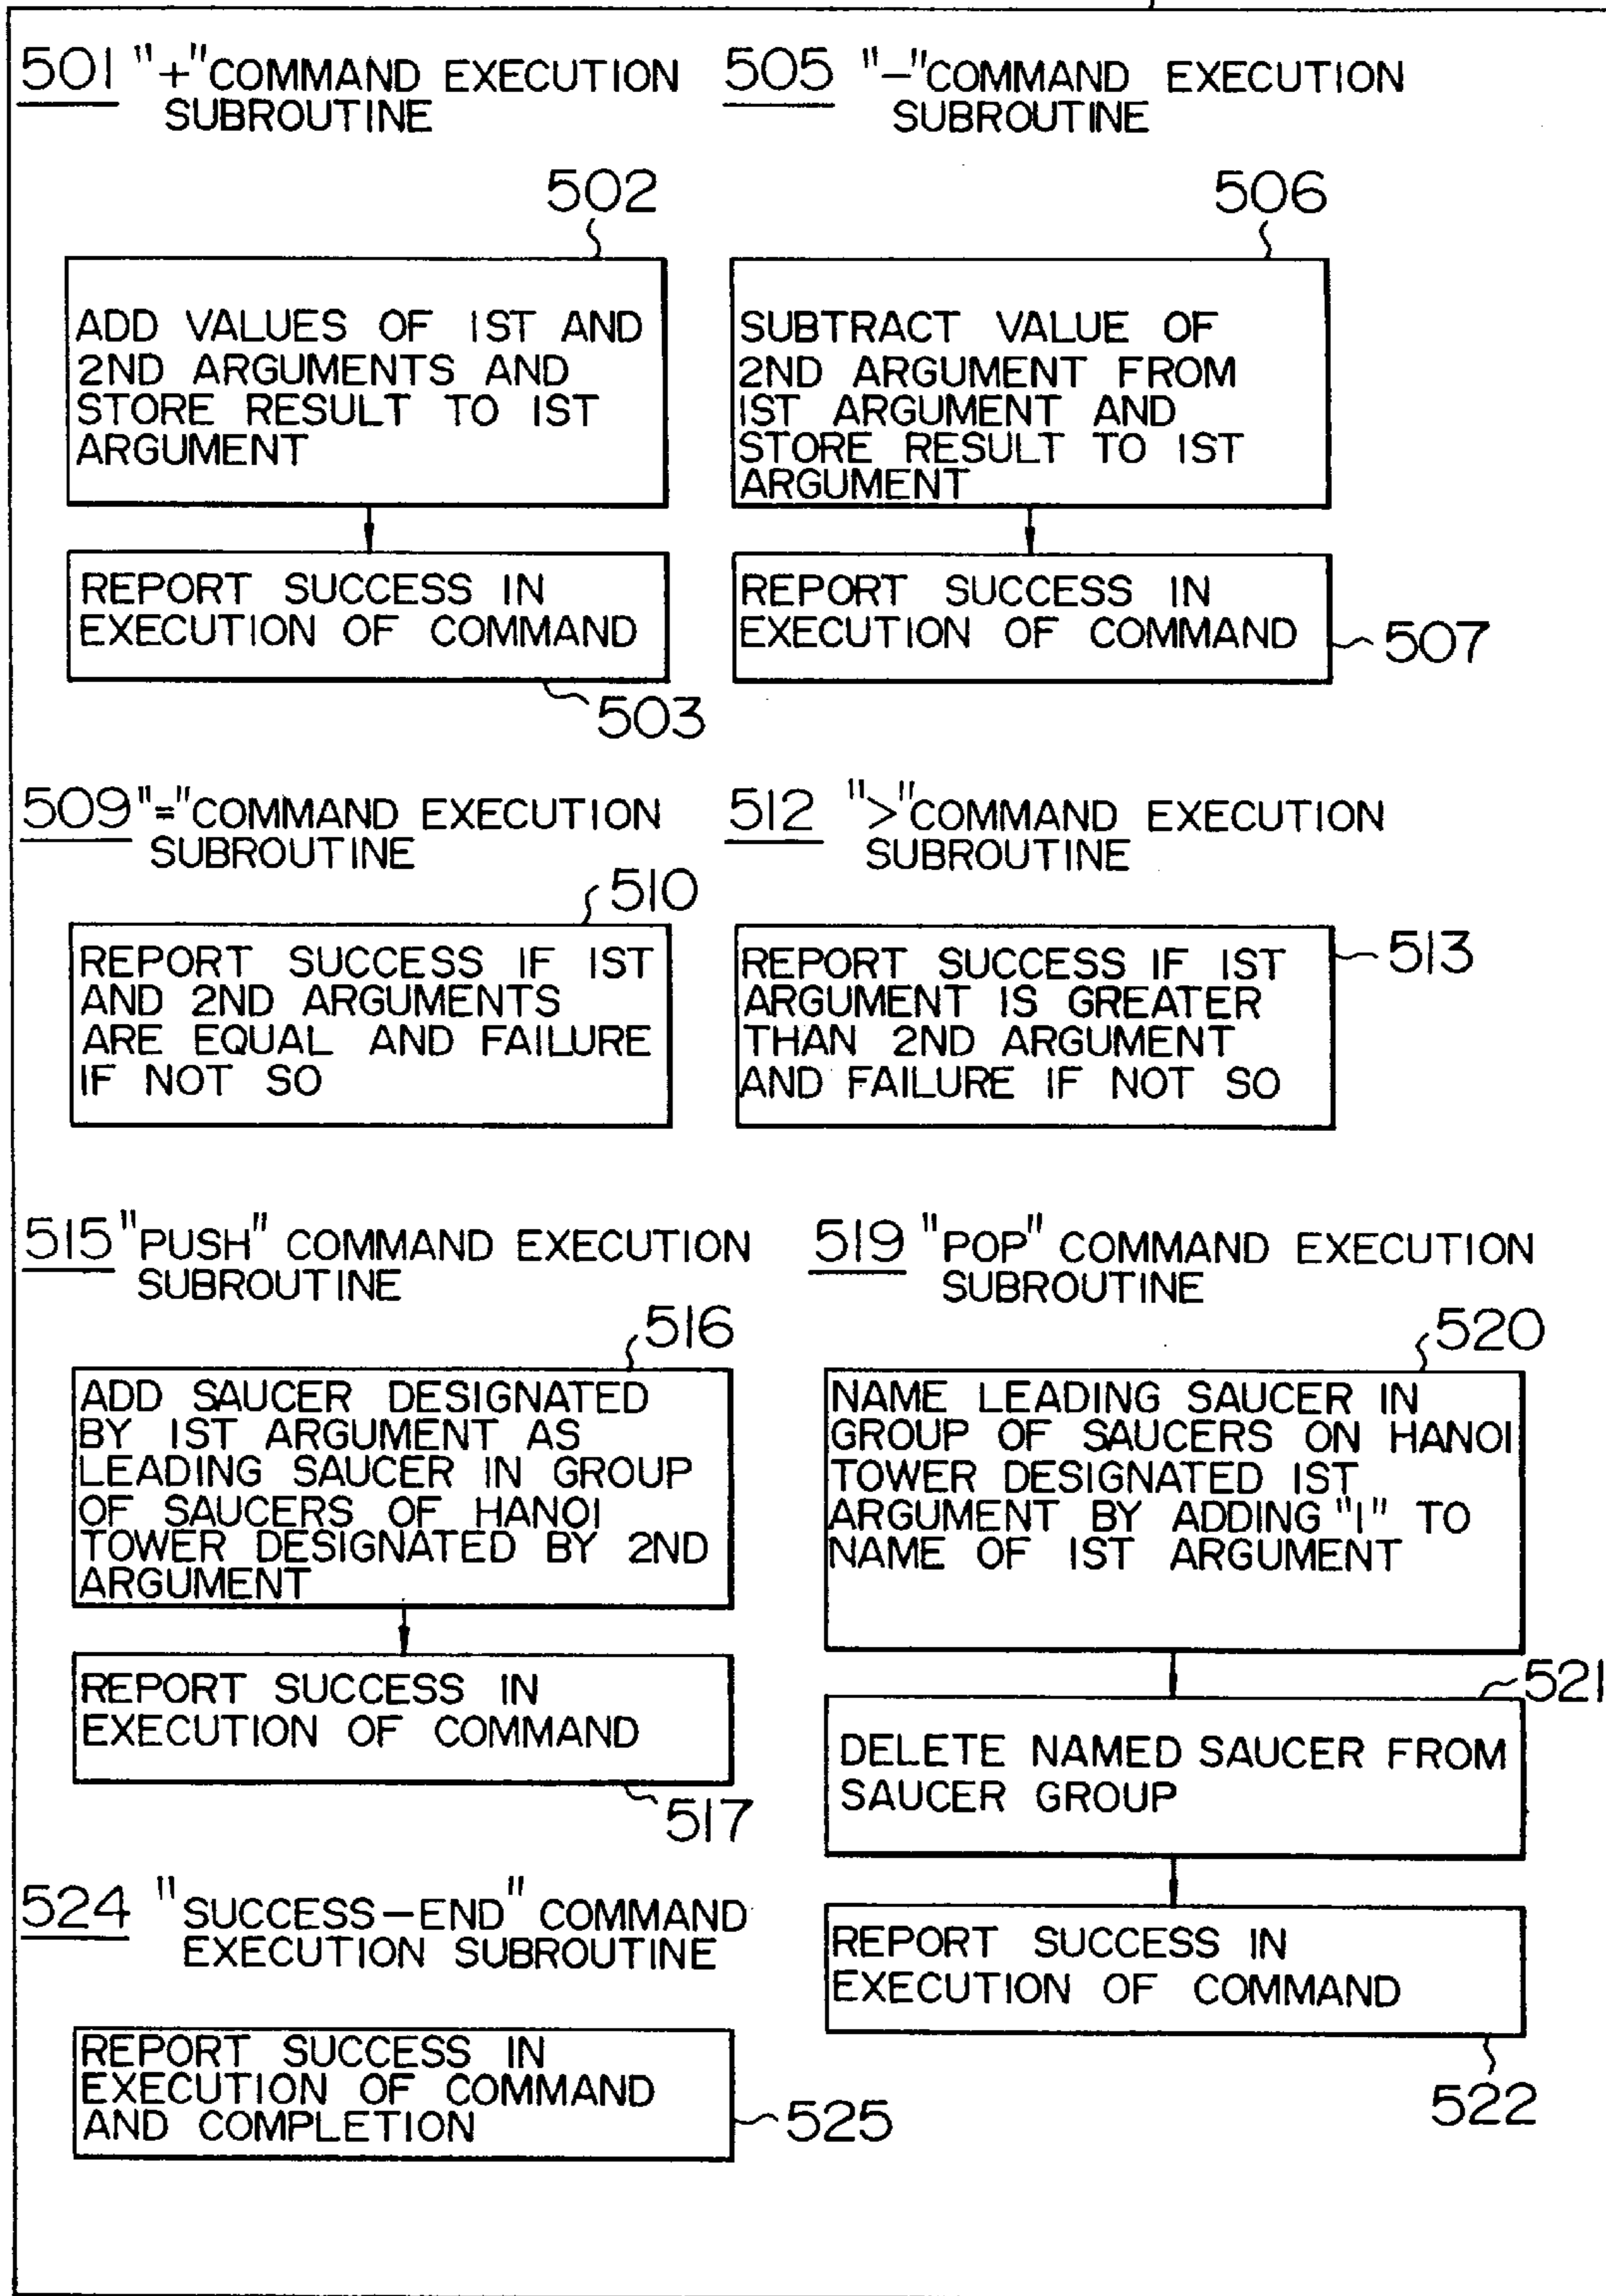 501 "+"COMMAND EXECUTION
SUBROUTINE
502
ADD VALUES OF 1ST AND
2ND ARGUMENTS AND
STORE RESULT TO 1ST
ARGUMENT
REPORT SUCCESS IN
EXECUTION OF COMMAND
503
505 "-"COMMAND EXECUTION
SUBROUTINE
506
SUBTRACT VALUE OF
2ND ARGUMENT FROM
1ST ARGUMENT AND
STORE RESULT TO 1ST
ARGUMENT
REPORT SUCCESS IN
EXECUTION OF COMMAND
507
509 "="COMMAND EXECUTION
SUBROUTINE
510
REPORT SUCCESS IF 1ST
AND 2ND ARGUMENTS
ARE EQUAL AND FAILURE
IF NOT SO
512 ">"COMMAND EXECUTION
SUBROUTINE
513
REPORT SUCCESS IF 1ST
ARGUMENT IS GREATER
THAN 2ND ARGUMENT
AND FAILURE IF NOT SO
515 "PUSH" COMMAND EXECUTION
SUBROUTINE
516
ADD SAUCER DESIGNATED
BY 1ST ARGUMENT AS
LEADING SAUCER IN GROUP
OF SAUCERS OF HANOI
TOWER DESIGNATED BY 2ND
ARGUMENT
REPORT SUCCESS IN
EXECUTION OF COMMAND
517
519 "POP" COMMAND EXECUTION
SUBROUTINE
520
NAME LEADING SAUCER IN
GROUP OF SAUCERS ON HANOI
TOWER DESIGNATED 1ST
ARGUMENT BY ADDING "1" TO
NAME OF 1ST ARGUMENT
521
DELETE NAMED SAUCER FROM
SAUCER GROUP
REPORT SUCCESS IN
EXECUTION OF COMMAND
522
524 "SUCCESS-END" COMMAND
EXECUTION SUBROUTINE
REPORT SUCCESS IN
EXECUTION OF COMMAND
AND COMPLETION
525